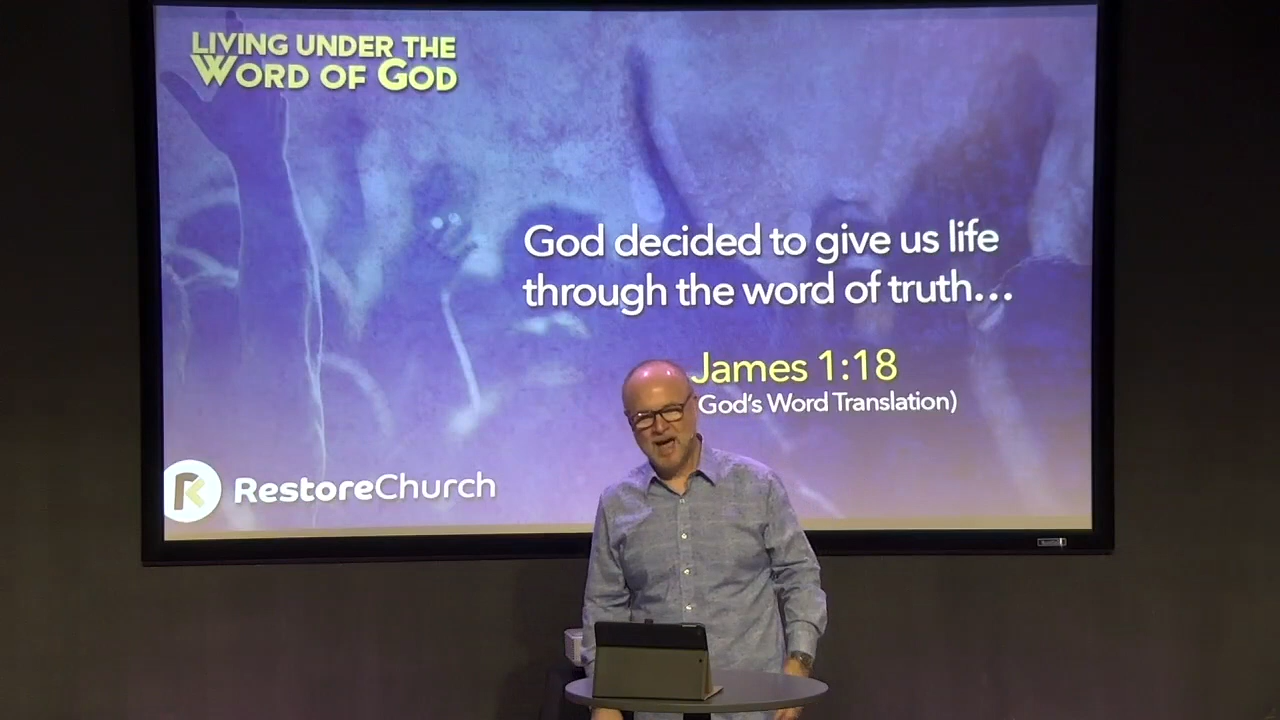 LIVING UNDER THE
WORD OF GOD
God decided to give us life
through the word of truth...
James 1:18
God's Word Translation)
RestoreChurch